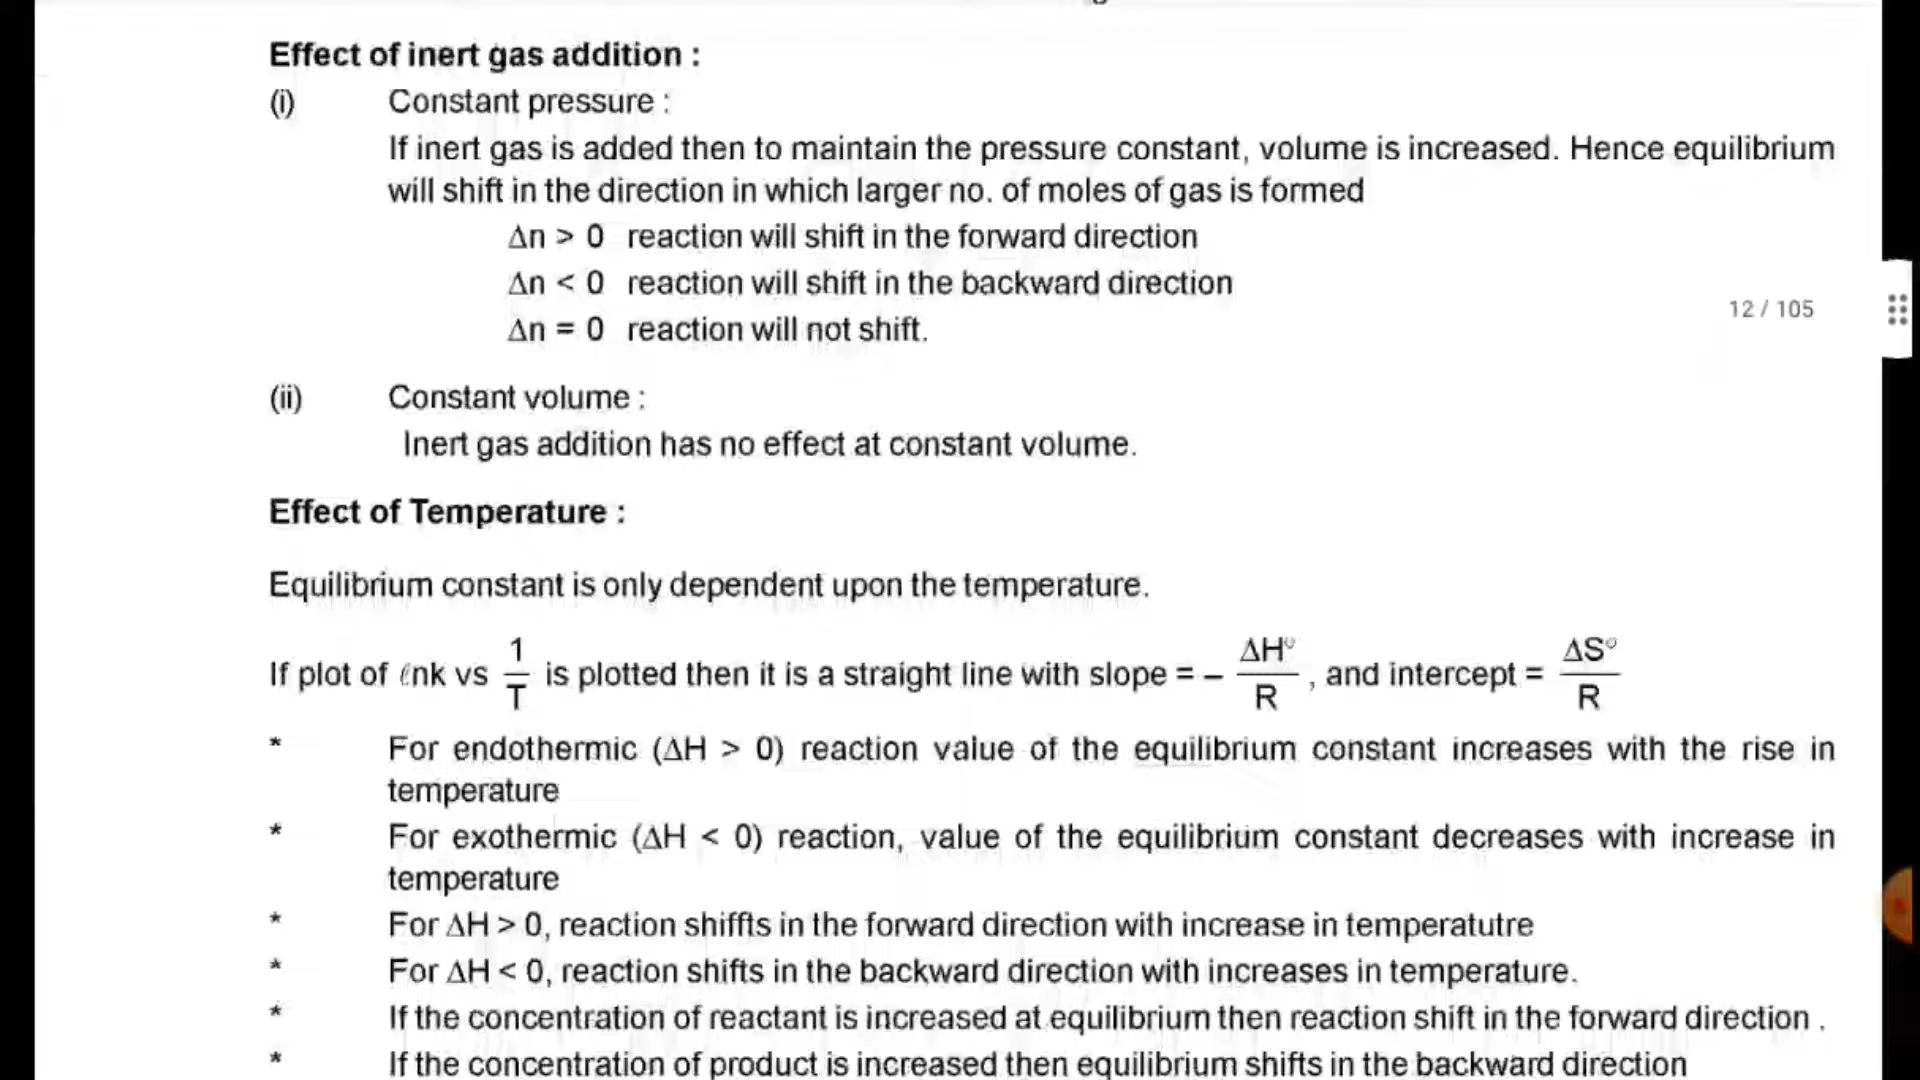 Effect of inert gas addition :
(i) Constant pressure :
If inert gas is added then to maintain the pressure constant, volume is increased. Hence equilibrium
will shift in the direction in which larger no. of moles of gas is formed
Δn > 0 reaction will shift in the forward direction
Δn < 0 reaction will shift in the backward direction
12 / 105
Δn = 0 reaction will not shift.
(ii) Constant volume :
Inert gas addition has no effect at constant volume.
Effect of Temperature :
Equilibrium constant is only dependent upon the temperature.
If plot of ℓnk vs 1/T is plotted then it is a straight line with slope = – ΔH°/R , and intercept = ΔS°/R
* For endothermic (ΔH > 0) reaction value of the equilibrium constant increases with the rise in
temperature
* For exothermic (ΔH < 0) reaction, value of the equilibrium constant decreases with increase in
temperature
* For ΔH > 0, reaction shiffts in the forward direction with increase in temperatutre
* For ΔH < 0, reaction shifts in the backward direction with increases in temperature.
* If the concentration of reactant is increased at equilibrium then reaction shift in the forward direction .
* If the concentration of product is increased then equilibrium shifts in the backward direction